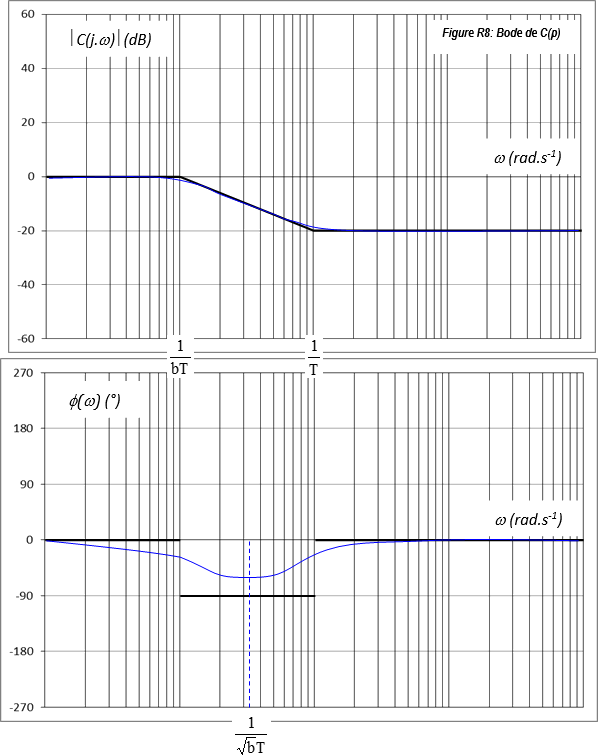 60
|C(j.ω)| (dB)
Figure R8: Bode de C(p)
40
20
ω (rad.s-1)
0
-20
-40
-60
1
bT
1
T
270
ϕ(ω) (°)
180
90
ω (rad.s-1)
0
-90
-180
-270
1
√bT